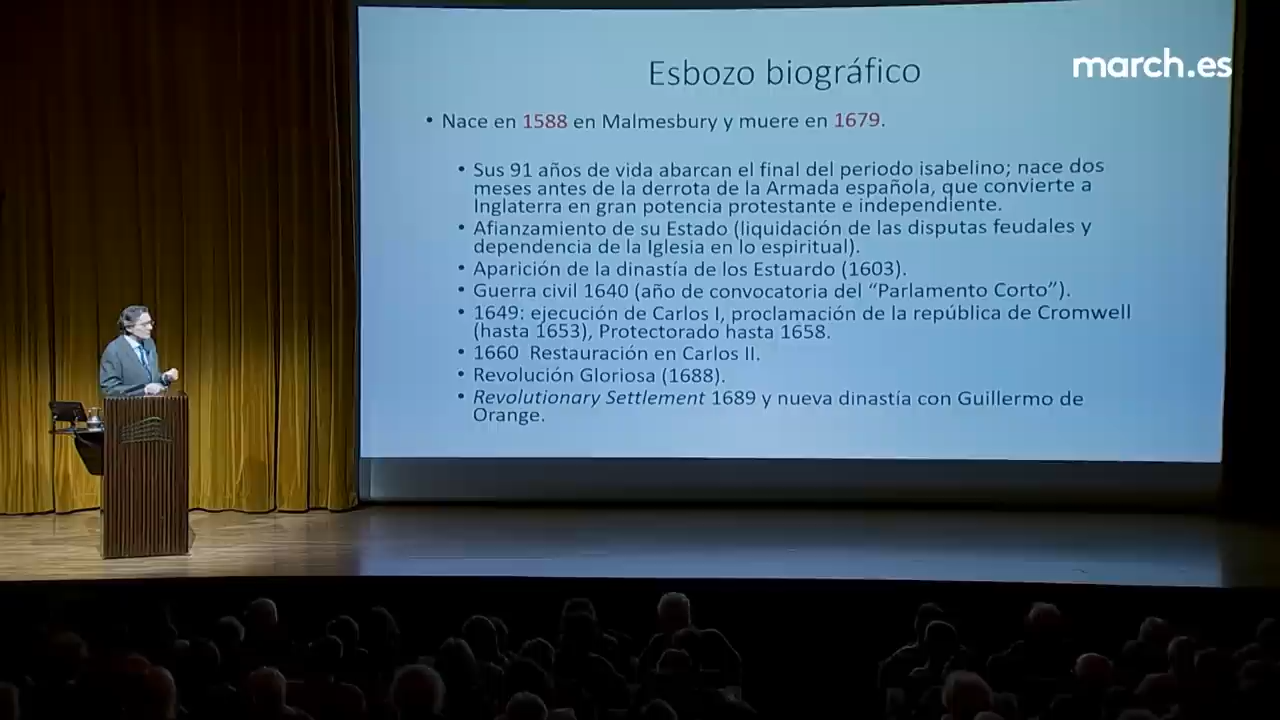 Esbozo biográfico
march.es
• Nace en 1588 en Malmesbury y muere en 1679.
• Sus 91 años de vida abarcan el final del periodo isabelino; nace dos
meses antes de la derrota de la Armada española, que convierte a
Inglaterra en gran potencia protestante e independiente.
• Afianzamiento de su Estado (liquidación de las disputas feudales y
dependencia de la Iglesia en lo espiritual).
• Aparición de la dinastía de los Estuardo (1603).
• Guerra civil 1640 (año de convocatoria del “Parlamento Corto”).
• 1649: ejecución de Carlos I, proclamación de la república de Cromwell
(hasta 1653), Protectorado hasta 1658.
• 1660 Restauración en Carlos II.
• Revolución Gloriosa (1688).
• Revolutionary Settlement 1689 y nueva dinastía con Guillermo de
Orange.